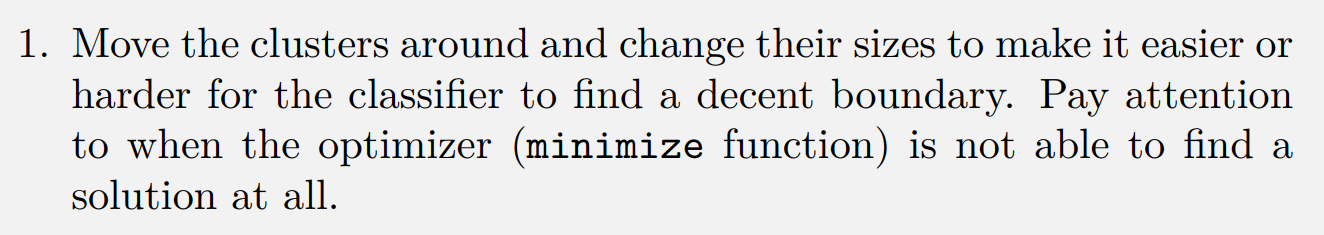 1. Move the clusters around and change their sizes to make it easier or
harder for the classifier to find a decent boundary. Pay attention
to when the optimizer (minimize function) is not able to find a
solution at all.